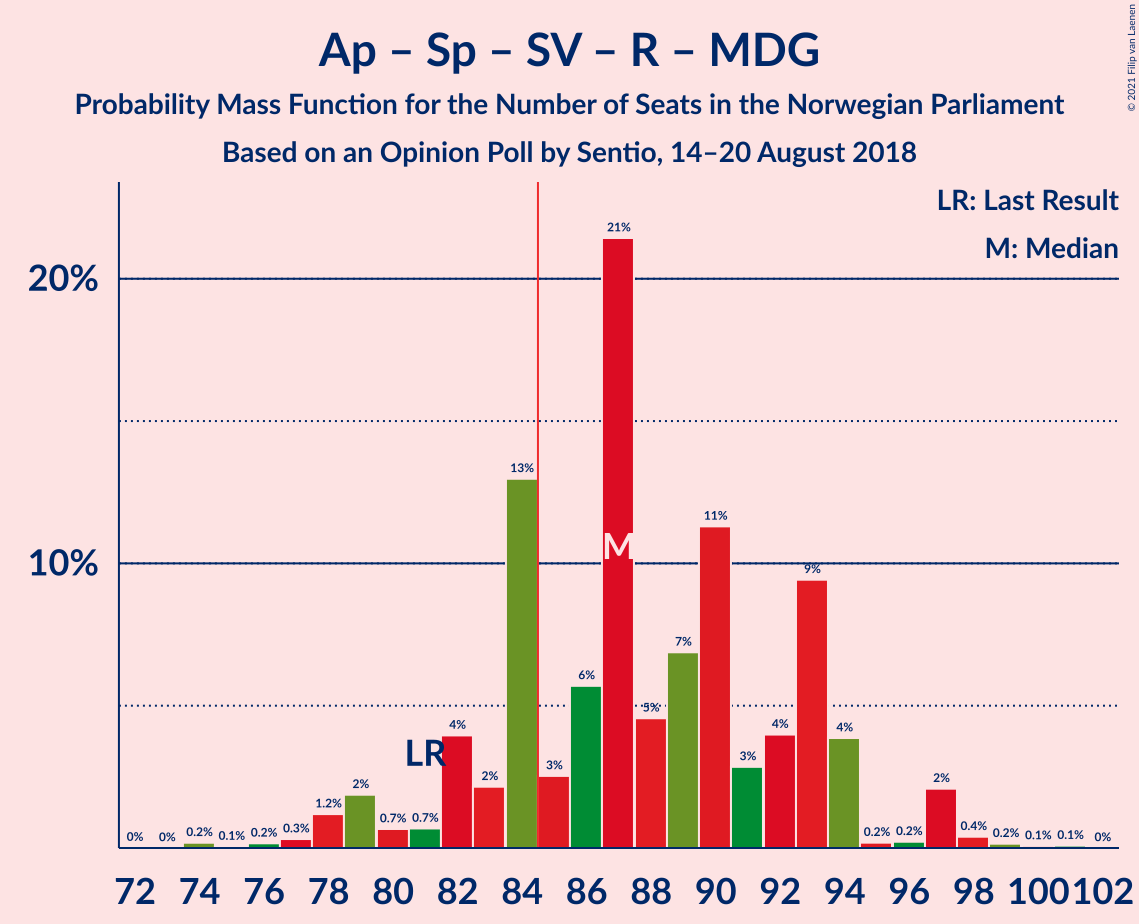 Ap – Sp – SV – R – MDG
Probability Mass Function for the Number of Seats in the Norwegian Parliament
Based on an Opinion Poll by Sentio, 14–20 August 2018
© 2021 Filip van Laenen
LR: Last Result
M: Median
20%
10%
0% 0% 0.2% 0.1% 0.2% 0.3% 1.2% 2% 0.7% 0.7% 4% 2% 13% 3% 6% 21% 5% 7% 11% 3% 4% 9% 4% 0.2% 0.2% 2% 0.4% 0.2% 0.1% 0.1% 0%
LR
M
72 74 76 78 80 82 84 86 88 90 92 94 96 98 100 102